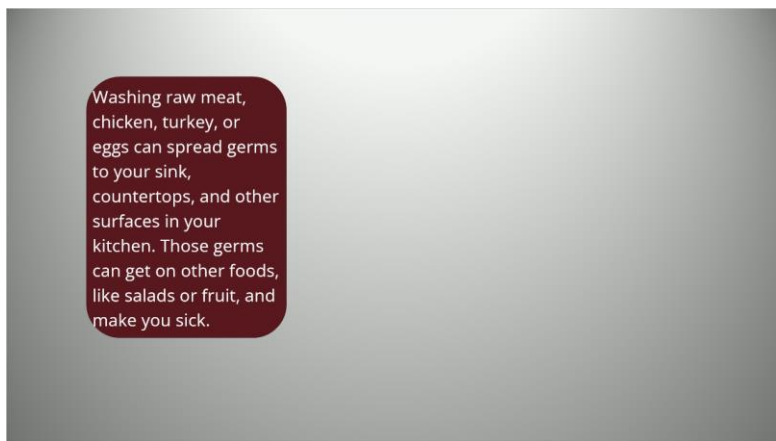 Washing raw meat,
chicken, turkey, or
eggs can spread germs
to your sink,
countertops, and other
surfaces in your
kitchen. Those germs
can get on other foods,
like salads or fruit, and
make you sick.